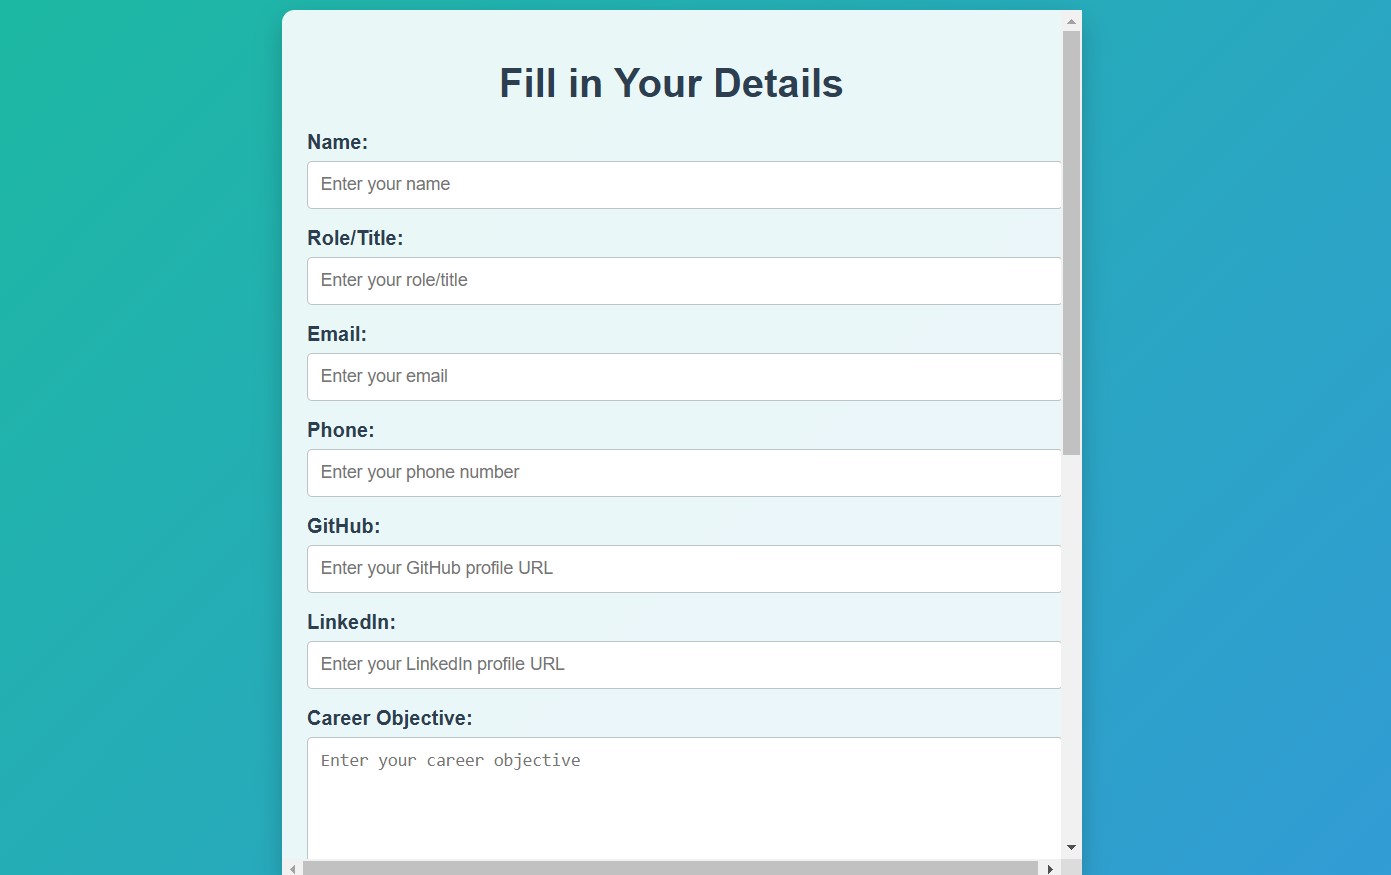 Fill in Your Details
Name:
Enter your name
Role/Title:
Enter your role/title
Email:
Enter your email
Phone:
Enter your phone number
GitHub:
Enter your GitHub profile URL
LinkedIn:
Enter your LinkedIn profile URL
Career Objective:
Enter your career objective